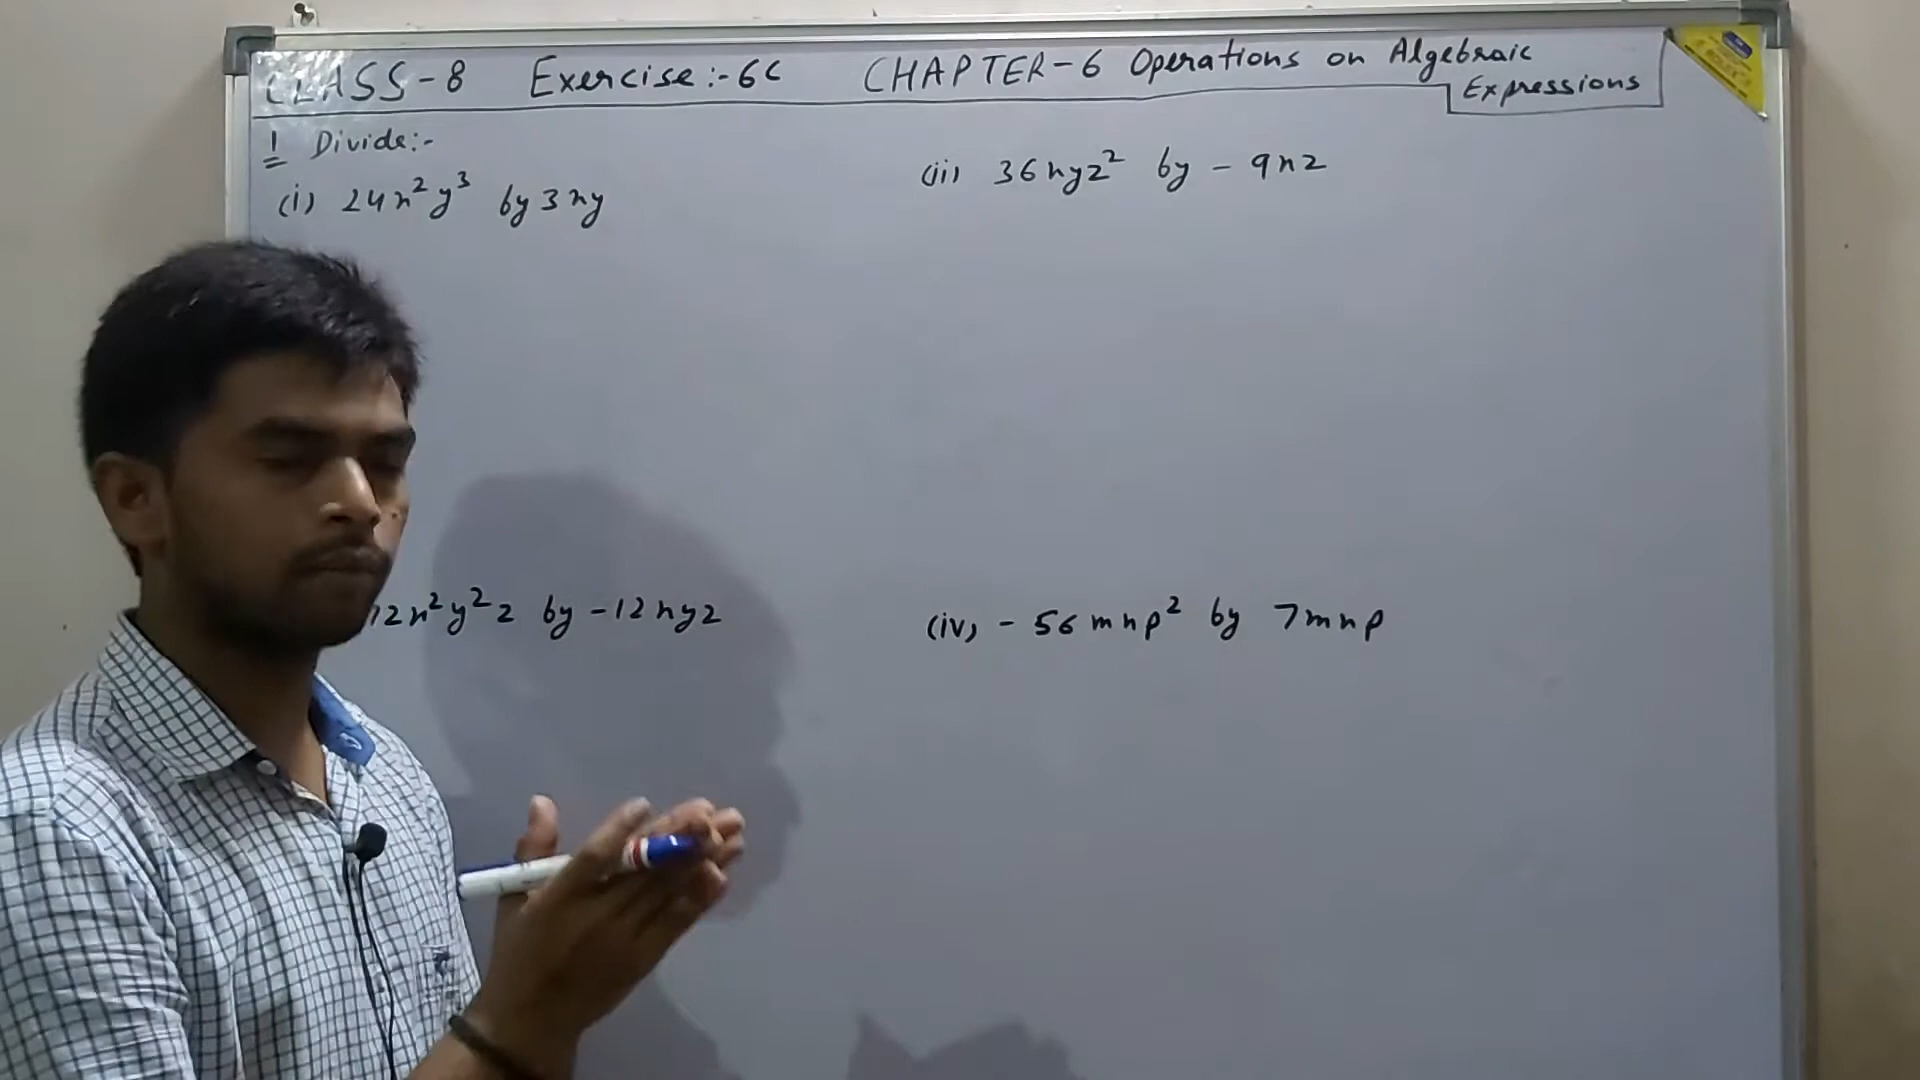 CLASS-8 Exercise:-6C CHAPTER-6 Operations on Algebraic
Expressions
1 Divide:-
(i) 24x²y³ by 3xy
(ii) 36xyz² by -9xz
12x²y²z by -12xyz
(iv) -56mnp² by 7mnp